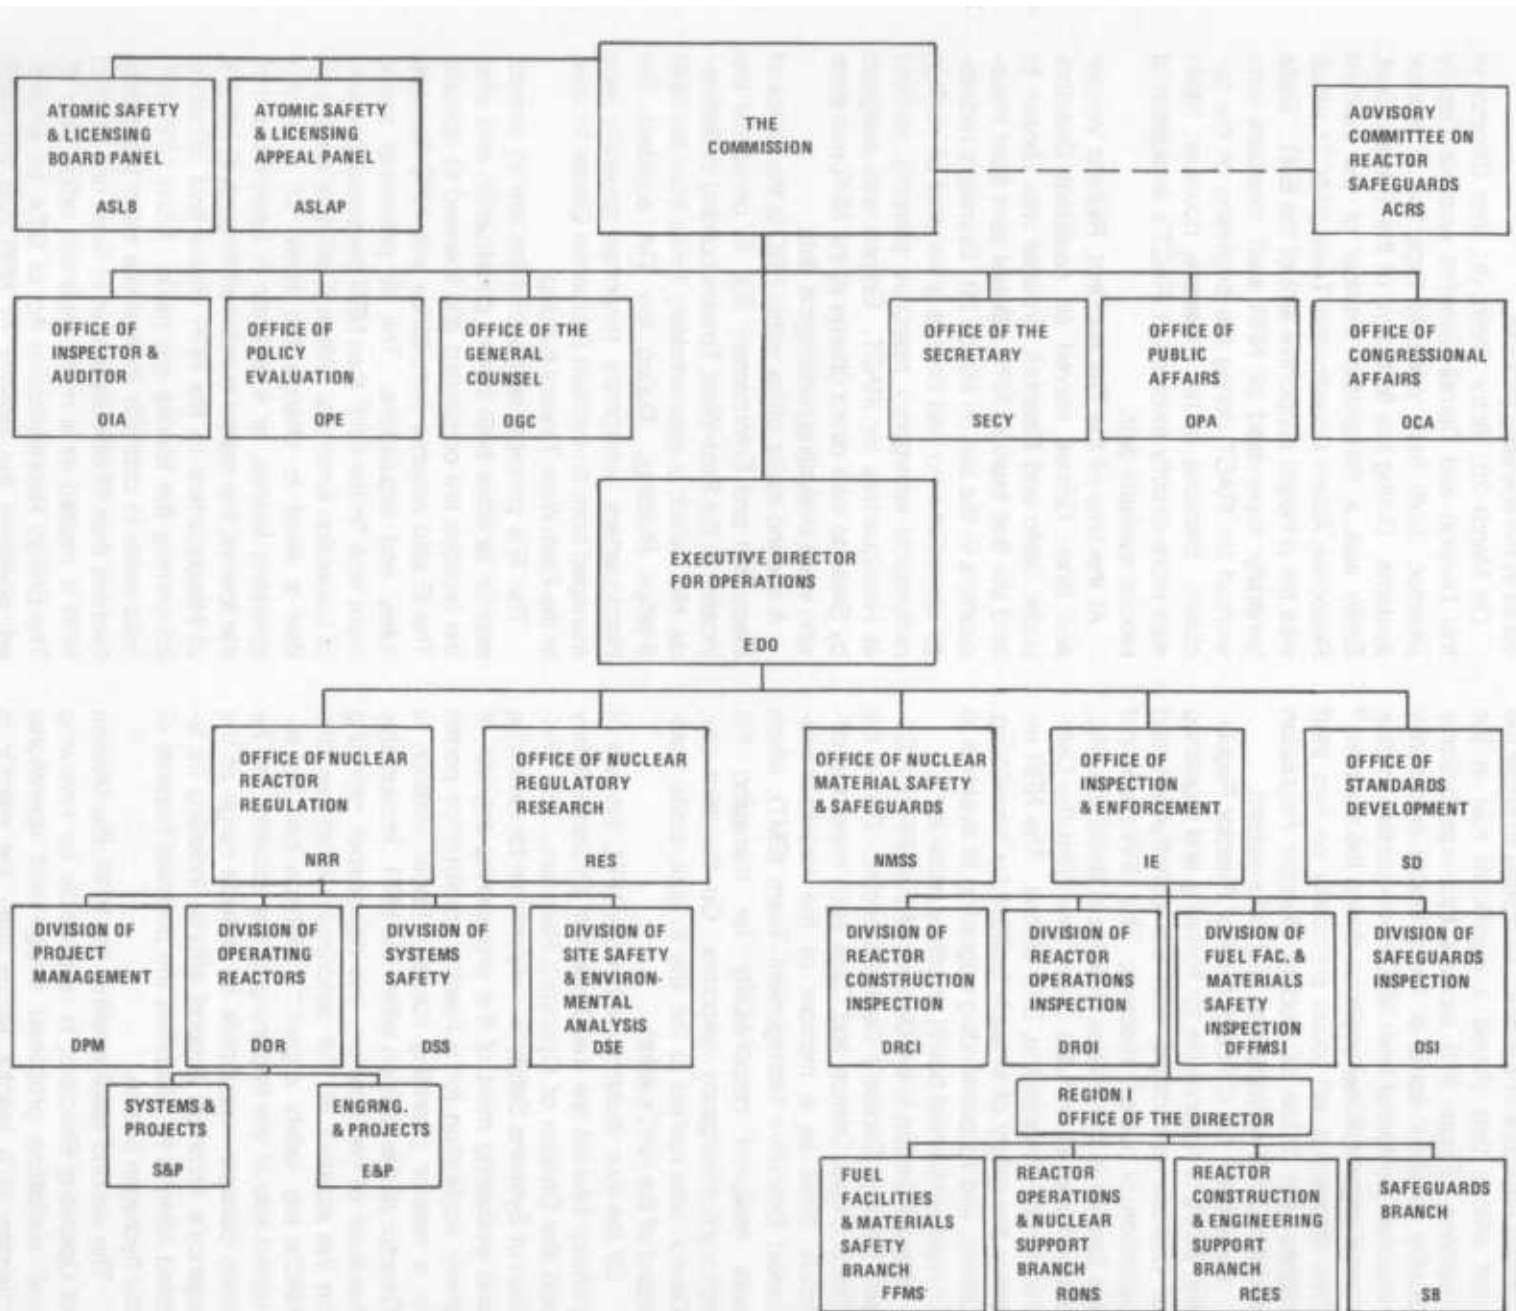 ATOMIC SAFETY
& LICENSING
BOARD PANEL
ASLB
ATOMIC SAFETY
& LICENSING
APPEAL PANEL
ASLAP
THE
COMMISSION
ADVISORY
COMMITTEE ON
REACTOR
SAFEGUARDS
ACRS
OFFICE OF
INSPECTOR &
AUDITOR
OIA
OFFICE OF
POLICY
EVALUATION
OPE
OFFICE OF THE
GENERAL
COUNSEL
OGC
OFFICE OF THE
SECRETARY
SECY
OFFICE OF
PUBLIC
AFFAIRS
OPA
OFFICE OF
CONGRESSIONAL
AFFAIRS
OCA
EXECUTIVE DIRECTOR
FOR OPERATIONS
EDO
OFFICE OF NUCLEAR
REACTOR
REGULATION
NRR
OFFICE OF NUCLEAR
REGULATORY
RESEARCH
RES
OFFICE OF NUCLEAR
MATERIAL SAFETY
& SAFEGUARDS
NMSS
OFFICE OF
INSPECTION
& ENFORCEMENT
IE
OFFICE OF
STANDARDS
DEVELOPMENT
SD
DIVISION OF
PROJECT
MANAGEMENT
DPM
DIVISION OF
OPERATING
REACTORS
DOR
DIVISION OF
SYSTEMS
SAFETY
DSS
DIVISION OF
SITE SAFETY
& ENVIRON-
MENTAL
ANALYSIS
DSE
DIVISION OF
REACTOR
CONSTRUCTION
INSPECTION
DRCI
DIVISION OF
REACTOR
OPERATIONS
INSPECTION
DROI
DIVISION OF
FUEL FAC. &
MATERIALS
SAFETY
INSPECTION
DFFMSI
DIVISION OF
SAFEGUARDS
INSPECTION
DSI
SYSTEMS &
PROJECTS
S&P
ENGRNG.
& PROJECTS
E&P
REGION I
OFFICE OF THE DIRECTOR
FUEL
FACILITIES
& MATERIALS
SAFETY
BRANCH
FFMS
REACTOR
OPERATIONS
& NUCLEAR
SUPPORT
BRANCH
RONS
REACTOR
CONSTRUCTION
& ENGINEERING
SUPPORT
BRANCH
RCES
SAFEGUARDS
BRANCH
SB